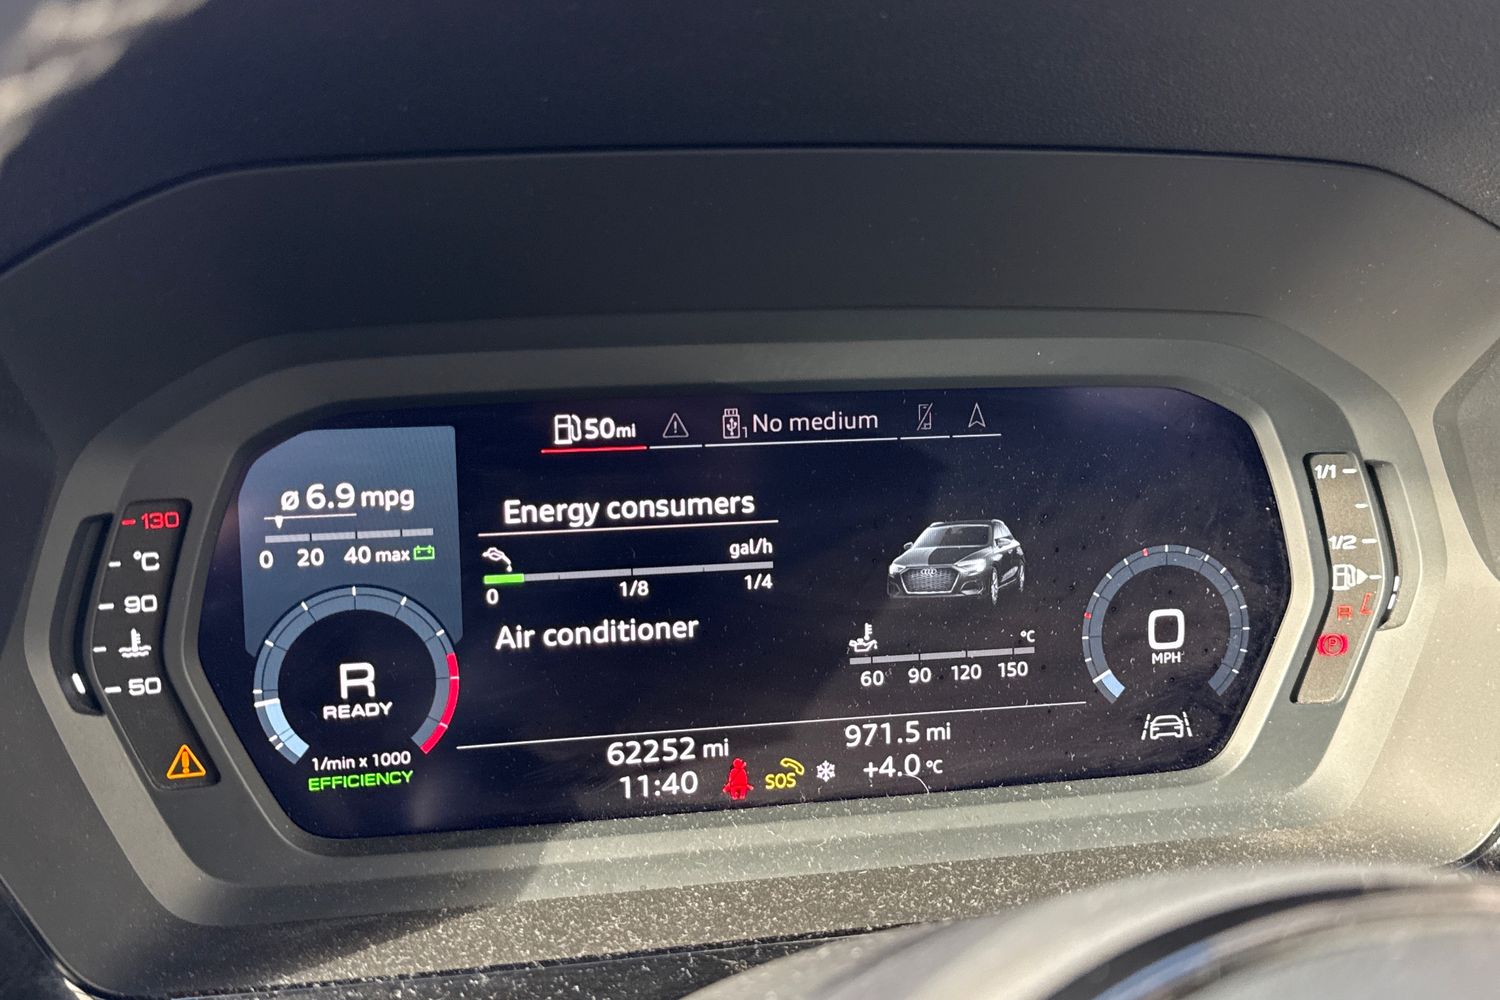 50mi
1 No medium
ø 6.9 mpg
0 20 40 max
Energy consumers
gal/h
0 1/8 1/4
Air conditioner
130
°C
90
50
R
READY
1/min x 1000
EFFICIENCY
°C
60 90 120 150
0
MPH
1/1
1/2
R
P
62252 mi
971.5 mi
11:40
SOS
+4.0 °C